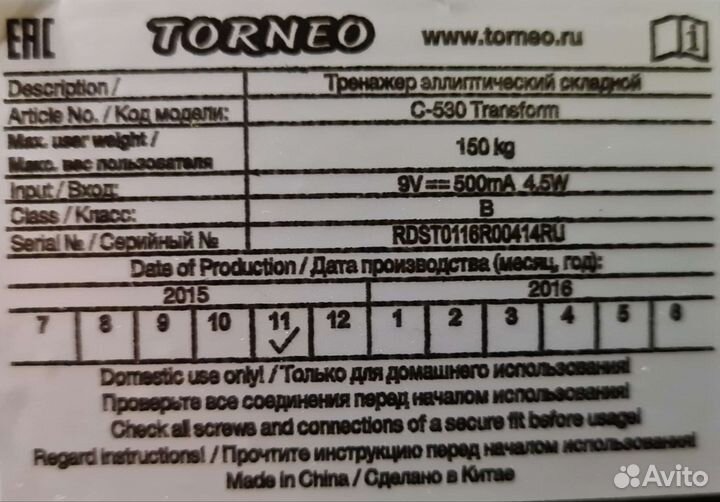 EAC TORNEO www.torneo.ru
Description / Тренажер эллиптический складной
Article No. / Код модели: C-530 Transform
Max. user weight / Макс. вес пользователя 150 kg
Input / Вход: 9V 500mA 4.5W
Class / Класс: B
Serial № / Серийный № RDST0116R00414RU
Date of Production / Дата производства (месяц, год):
2015 2016
7 8 9 10 11 12 1 2 3 4 5 6
Domestic use only! / Только для домашнего использования!
Проверьте все соединения перед началом использования!
Check all screws and connections of a secure fit before usage!
Regard instructions! / Прочтите инструкцию перед началом использования!
Made in China / Сделано в Китае
Avito